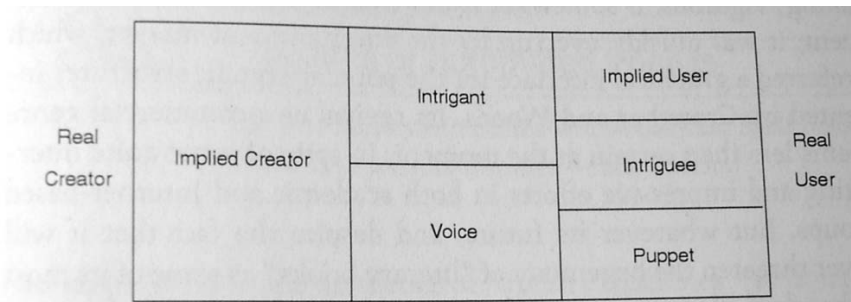 Real
Creator
Implied Creator
Intrigant
Voice
Implied User
Intriguee
Puppet
Real
User